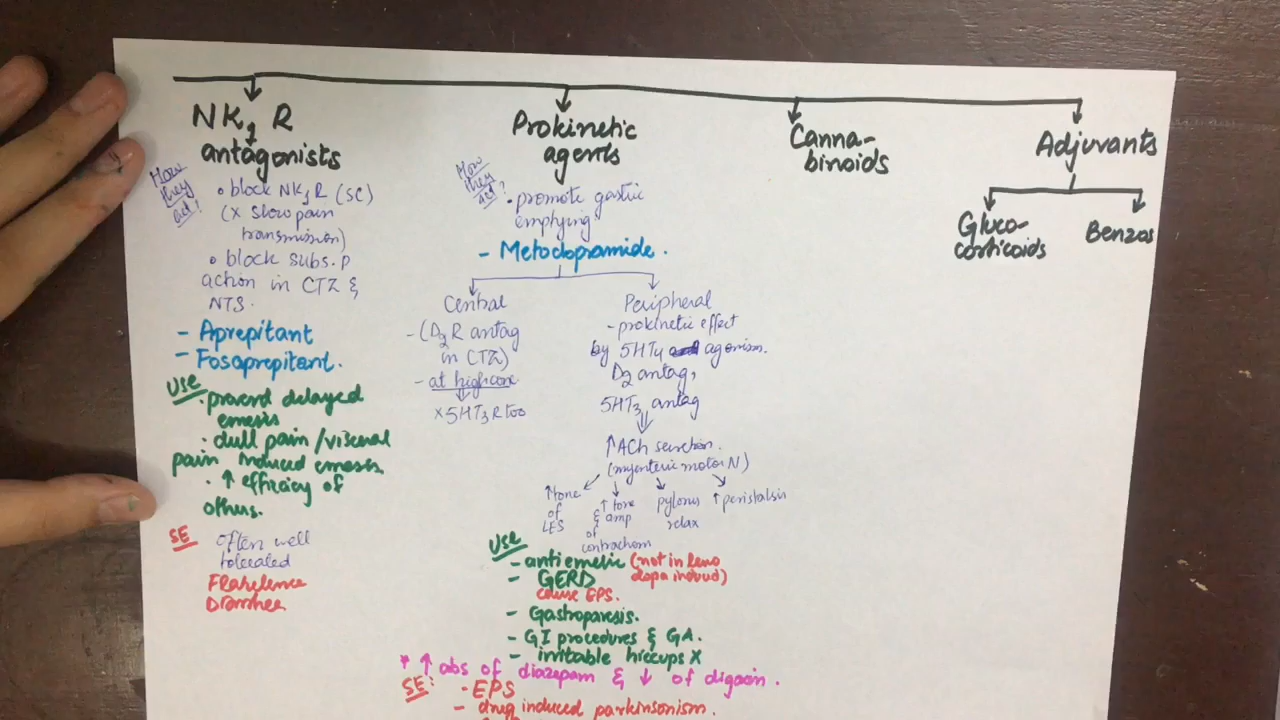 NK₁ R
antagonists
How
they
act?
• block NK₁R (SC)
(x slow pain
transmission)
• block subs. P
action in CTZ &
NTS.
- Aprepitant
- Fosaprepitant.
USE
• prevent delayed
emesis
• dull pain / visceral
pain induced emesis
• ↑ efficacy of
others.
SE
often well
tolerated
Flatulence
Diarrhea
Prokinetic
agents
How
they
act?
• promote gastric
emptying
- Metoclopramide.
Central
- (D₂R antag
in CTZ)
- at high conc
⇓
x 5HT₃R too
Peripheral
- prokinetic effect
by 5HT4 agonism.
D2 antag,
5HT₃ antag
⇓
↑ ACh secretion.
(myenteric motor N)
↑ tone
of
LES
↑ tone
& amp
of
contractions
pylorus
relax
↑ peristalsis
USE
- antiemetic (not in levo
dopa induced)
- GERD
cause EPS.
- Gastroparesis.
- GI procedures & GA.
- irritable hiccups X
* ↑ abs of diazepam & ↓ of digoxin.
SE:
- EPS
- drug induced parkinsonism.
Canna-
binoids
Adjuvants
Gluco-
corticoids
Benzos